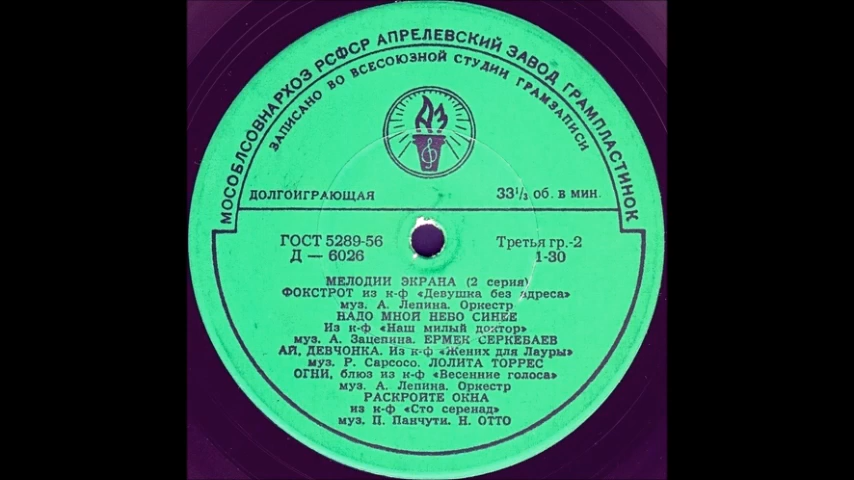 МОСОБЛСОВНАРХОЗ РСФСР АПРЕЛЕВСКИЙ ЗАВОД ГРАМПЛАСТИНОК
ЗАПИСАНО ВО ВСЕСОЮЗНОЙ СТУДИИ ГРАМЗАПИСИ
АЗ
ДОЛГОИГРАЮЩАЯ 33⅓ об. в мин.
ГОСТ 5289-56 Третья гр.-2
Д — 6026 1-30
МЕЛОДИИ ЭКРАНА (2 серия)
ФОКСТРОТ из к-ф «Девушка без адреса»
муз. А. Лепина. Оркестр
НАДО МНОЙ НЕБО СИНЕЕ
Из к-ф «Наш милый доктор»
муз. А. Зацепина. ЕРМЕК СЕРКЕБАЕВ
АЙ, ДЕВЧОНКА. Из к-ф «Жених для Лауры»
муз. Р. Сарсосо. ЛОЛИТА ТОРРЕС
ОГНИ, блюз из к-ф «Весенние голоса»
муз. А. Лепина. Оркестр
РАСКРОЙТЕ ОКНА
из к-ф «Сто серенад»
муз. П. Панчути. Н. ОТТО